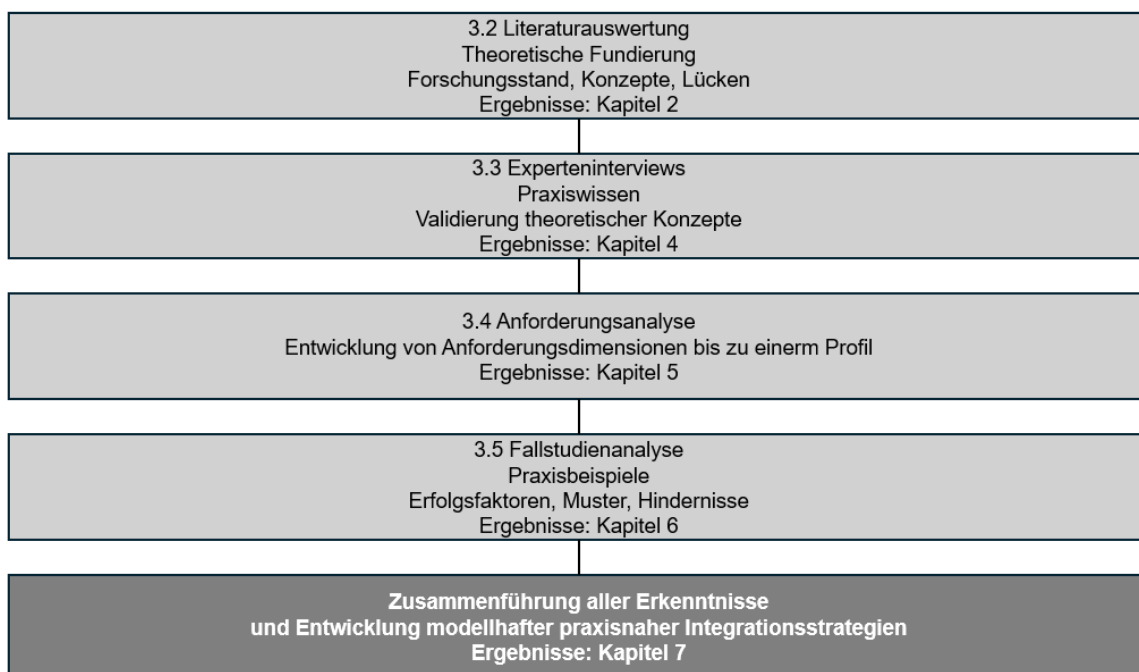 3.2 Literaturauswertung
Theoretische Fundierung
Forschungsstand, Konzepte, Lücken
Ergebnisse: Kapitel 2
3.3 Experteninterviews
Praxiswissen
Validierung theoretischer Konzepte
Ergebnisse: Kapitel 4
3.4 Anforderungsanalyse
Entwicklung von Anforderungsdimensionen bis zu einerm Profil
Ergebnisse: Kapitel 5
3.5 Fallstudienanalyse
Praxisbeispiele
Erfolgsfaktoren, Muster, Hindernisse
Ergebnisse: Kapitel 6
Zusammenführung aller Erkenntnisse
und Entwicklung modellhafter praxisnaher Integrationsstrategien
Ergebnisse: Kapitel 7